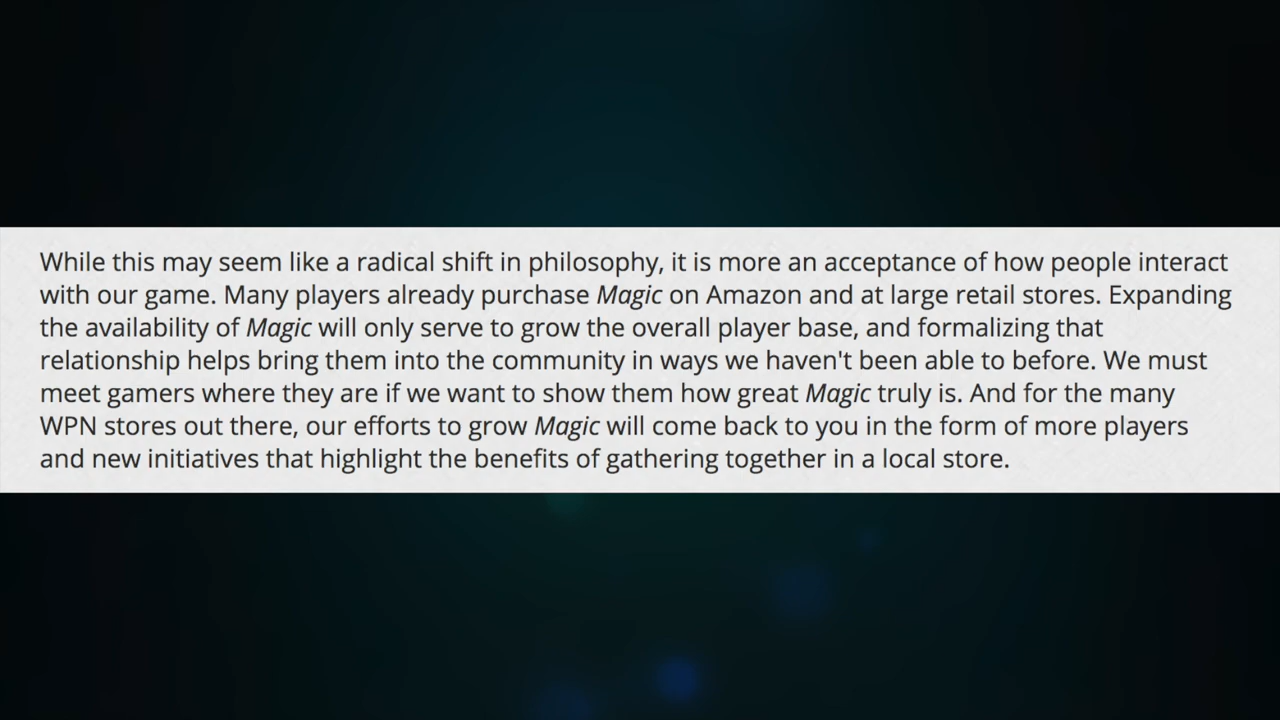 While this may seem like a radical shift in philosophy, it is more an acceptance of how people interact
with our game. Many players already purchase Magic on Amazon and at large retail stores. Expanding
the availability of Magic will only serve to grow the overall player base, and formalizing that
relationship helps bring them into the community in ways we haven't been able to before. We must
meet gamers where they are if we want to show them how great Magic truly is. And for the many
WPN stores out there, our efforts to grow Magic will come back to you in the form of more players
and new initiatives that highlight the benefits of gathering together in a local store.